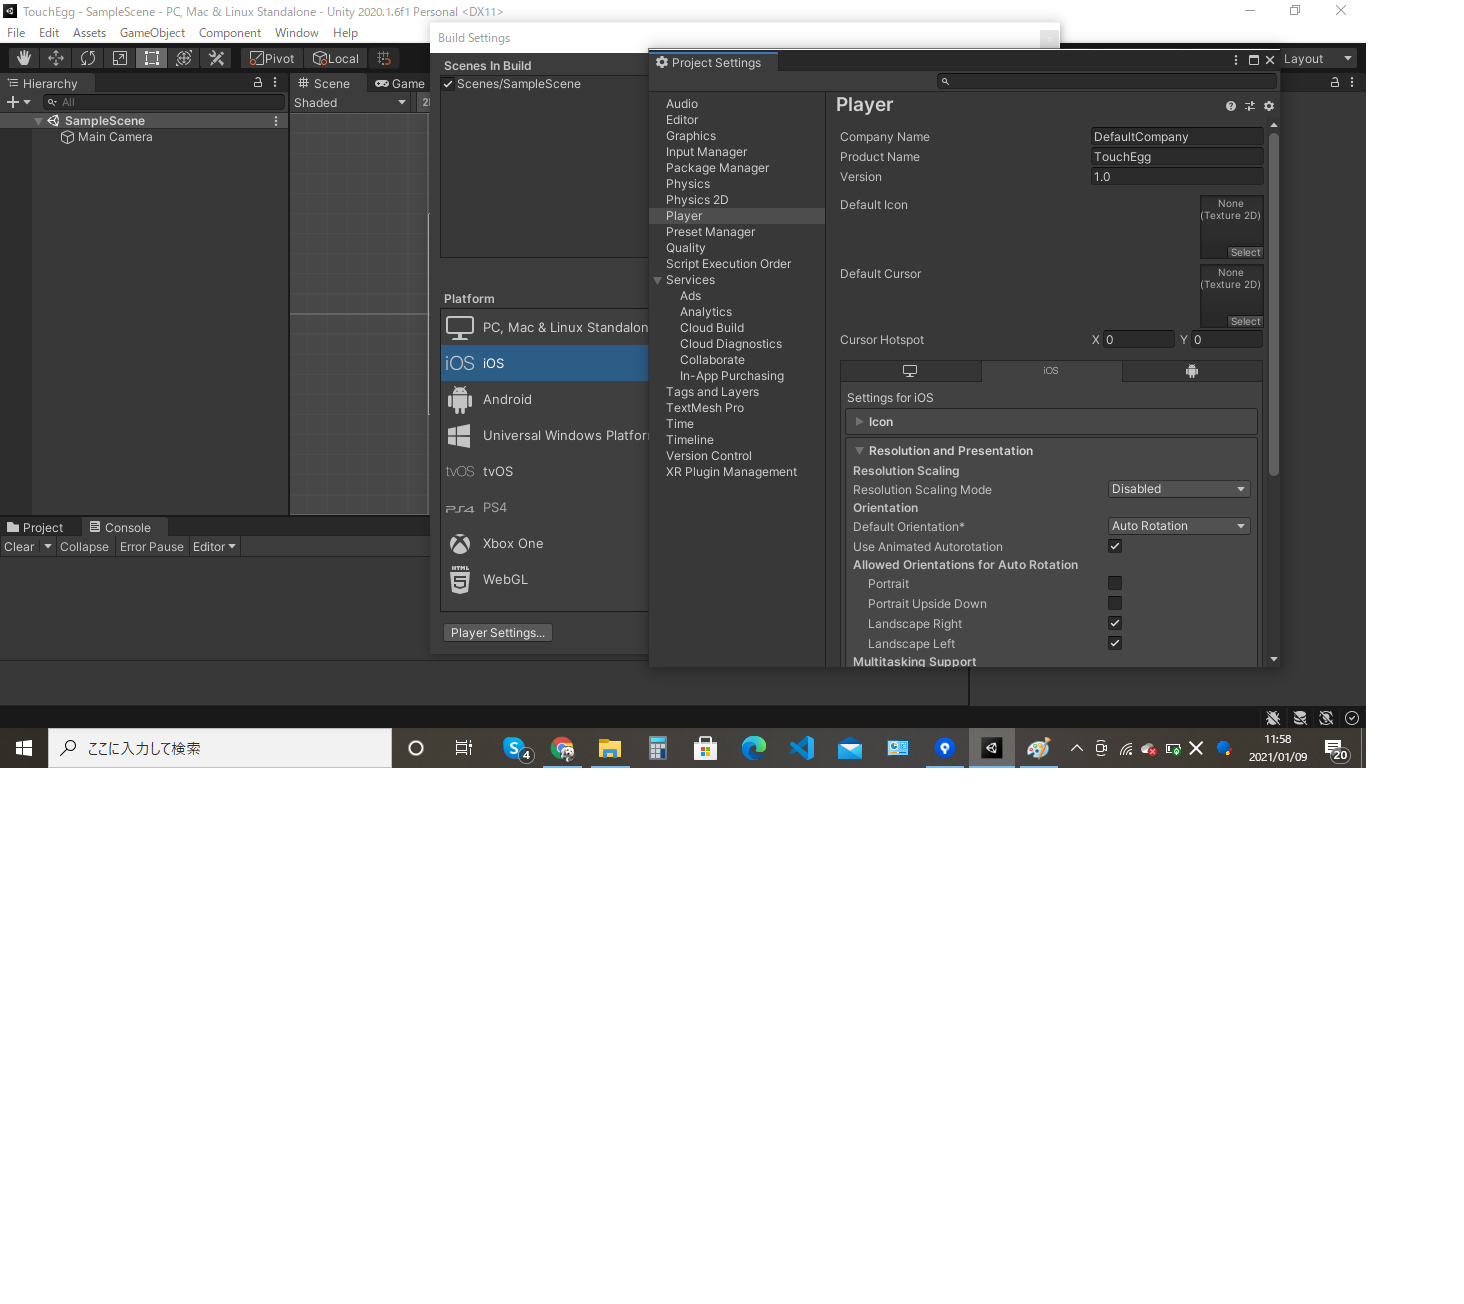 TouchEgg - SampleScene - PC, Mac & Linux Standalone - Unity 2020.1.6f1 Personal <DX11>
File Edit Assets GameObject Component Window Help
Pivot Local
Layout
Hierarchy
All
SampleScene
Main Camera
Scene Game
Shaded
Project Console
Clear Collapse Error Pause Editor
Build Settings
Scenes In Build
Scenes/SampleScene
Platform
PC, Mac & Linux Standalon
iOS iOS
Android
Universal Windows Platfor
tvOS tvOS
PS4
Xbox One
HTML 5 WebGL
Player Settings...
Project Settings
Audio
Editor
Graphics
Input Manager
Package Manager
Physics
Physics 2D
Player
Preset Manager
Quality
Script Execution Order
Services
Ads
Analytics
Cloud Build
Cloud Diagnostics
Collaborate
In-App Purchasing
Tags and Layers
TextMesh Pro
Time
Timeline
Version Control
XR Plugin Management
Player
Company Name DefaultCompany
Product Name TouchEgg
Version 1.0
Default Icon None (Texture 2D) Select
Default Cursor None (Texture 2D) Select
Cursor Hotspot X 0 Y 0
iOS
Settings for iOS
Icon
Resolution and Presentation
Resolution Scaling
Resolution Scaling Mode Disabled
Orientation
Default Orientation* Auto Rotation
Use Animated Autorotation
Allowed Orientations for Auto Rotation
Portrait
Portrait Upside Down
Landscape Right
Landscape Left
Multitasking Support
ここに入力して検索
4
11:58
2021/01/09
20